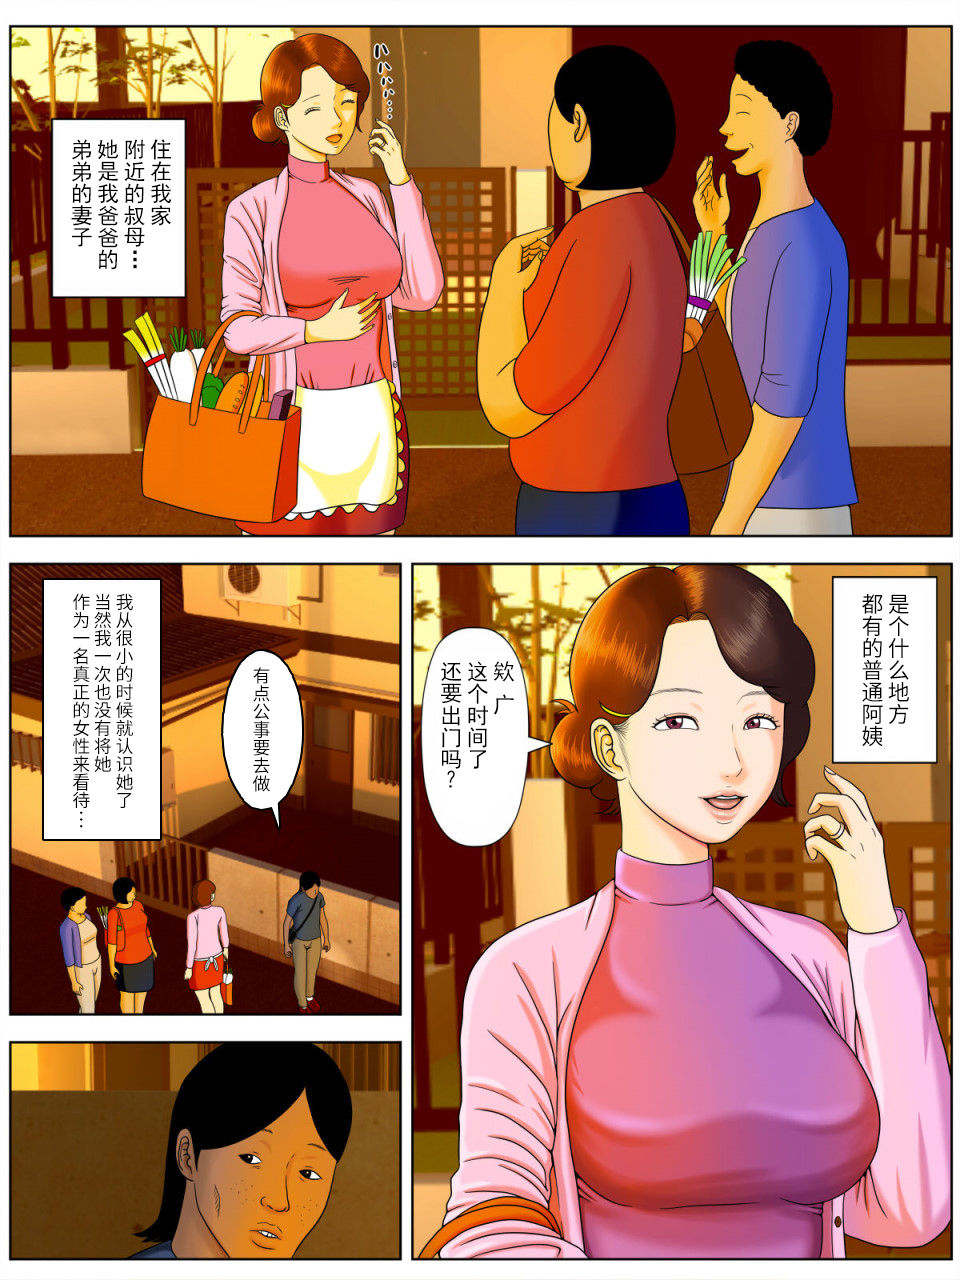 住在我家
附近的叔母…
她是我爸爸的
弟弟的妻子
ハハハハ……
是个什么地方
都有的普通阿姨
欸 广
这个时间了
还要出门吗？
有点公事要去做
我从很小的时候就认识她了
当然我一次也没有将她
作为一名真正的女性来看待…